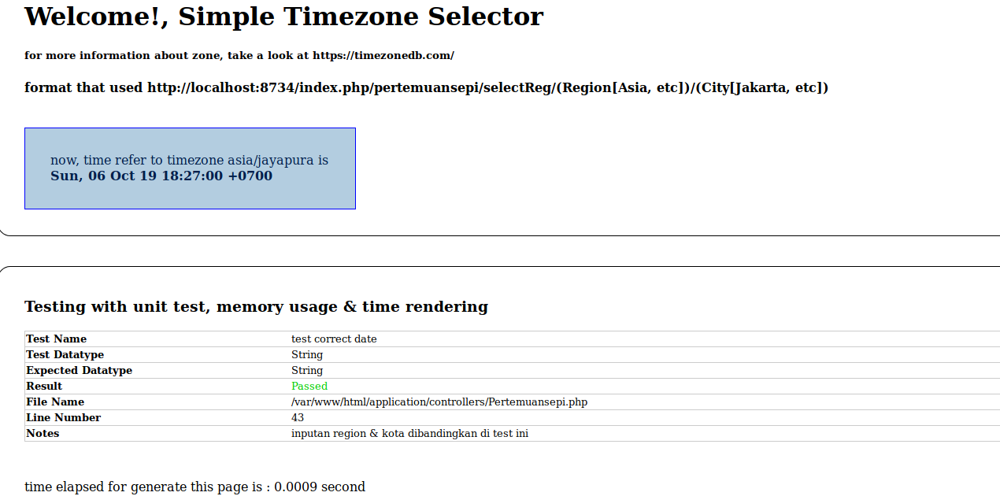 Welcome!, Simple Timezone Selector
for more information about zone, take a look at https://timezonedb.com/
format that used http://localhost:8734/index.php/pertemuansepi/selectReg/(Region[Asia, etc])/(City[Jakarta, etc])
now, time refer to timezone asia/jayapura is
Sun, 06 Oct 19 18:27:00 +0700
Testing with unit test, memory usage & time rendering
Test Name test correct date
Test Datatype String
Expected Datatype String
Result Passed
File Name /var/www/html/application/controllers/Pertemuansepi.php
Line Number 43
Notes inputan region & kota dibandingkan di test ini
time elapsed for generate this page is : 0.0009 second